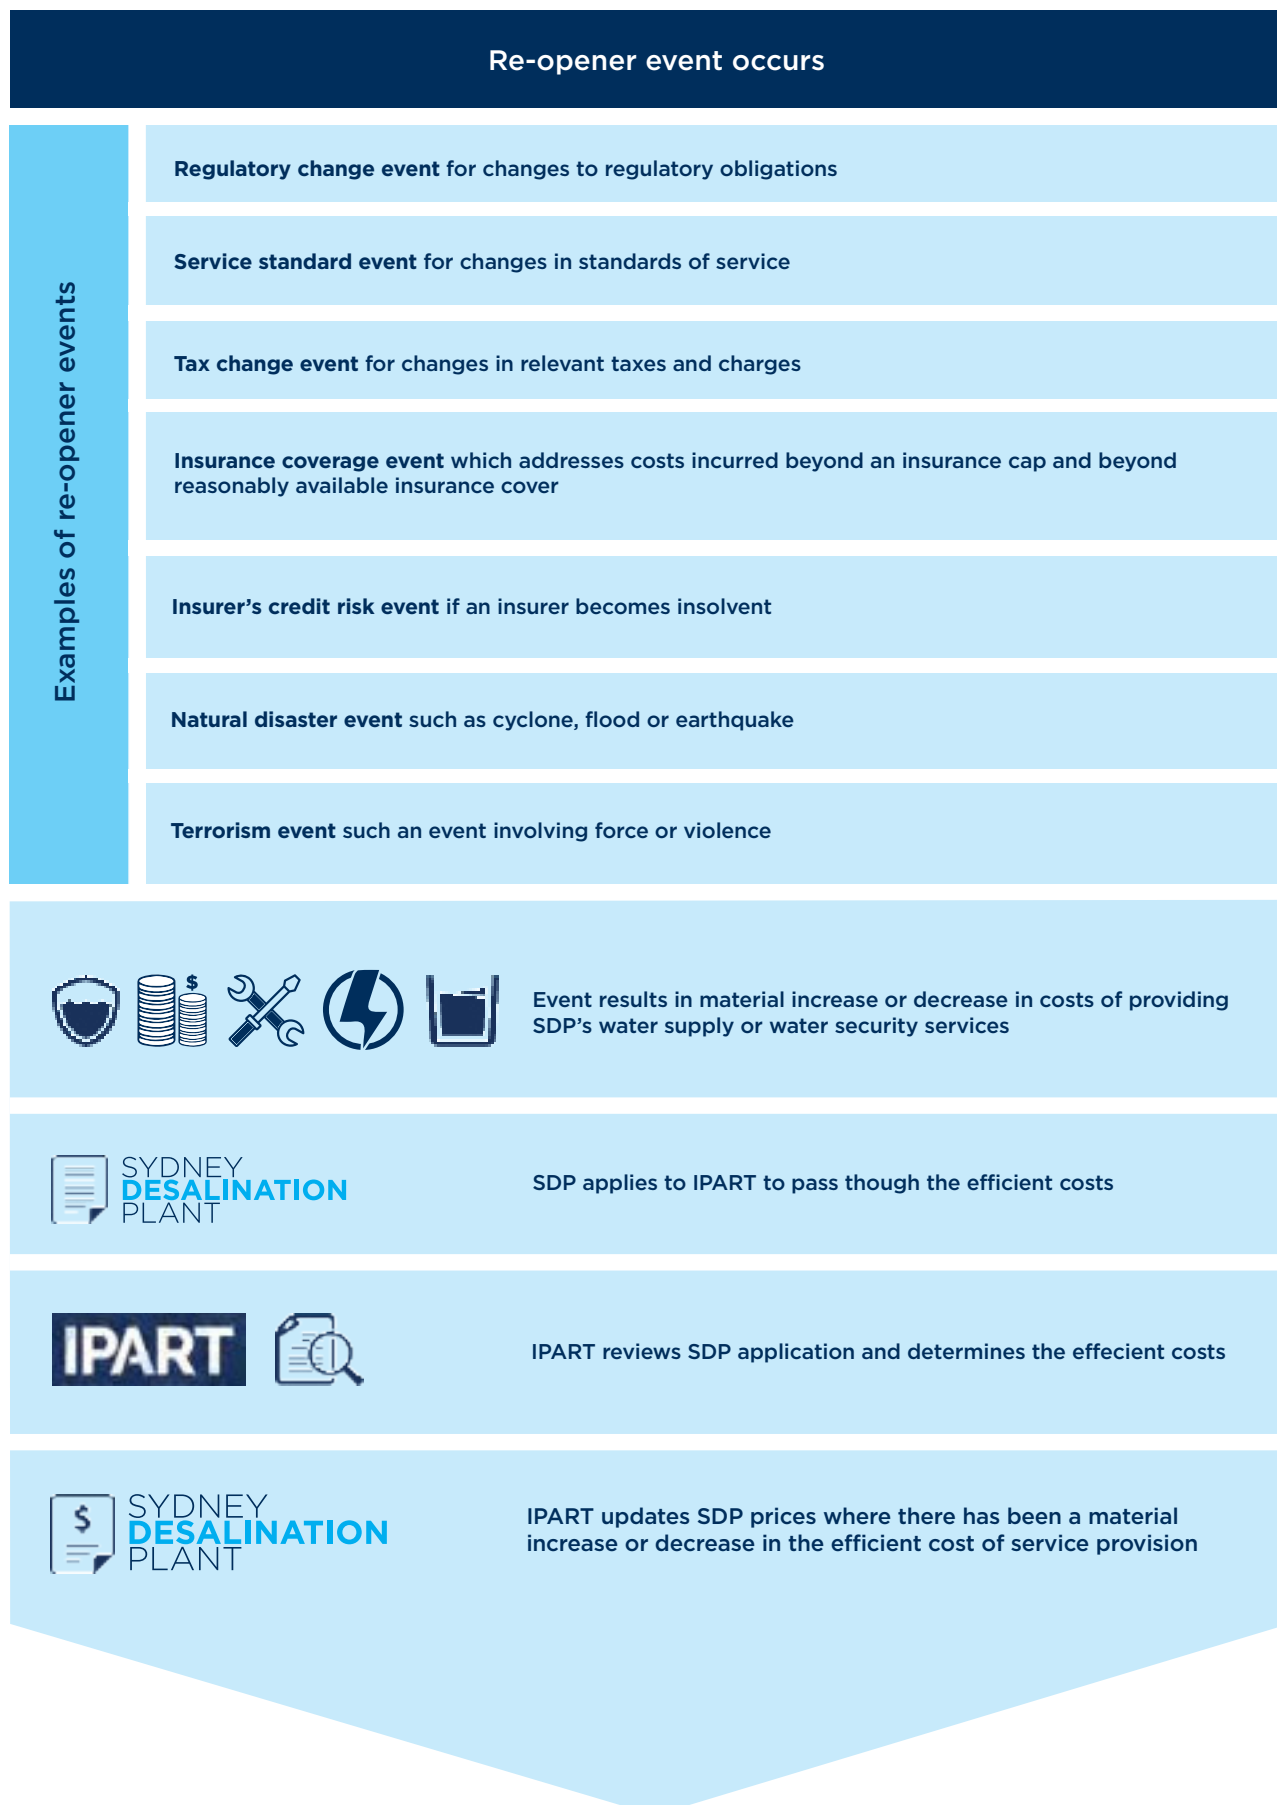 Re-opener event occurs
Examples of re-opener events
Regulatory change event for changes to regulatory obligations
Service standard event for changes in standards of service
Tax change event for changes in relevant taxes and charges
Insurance coverage event which addresses costs incurred beyond an insurance cap and beyond
reasonably available insurance cover
Insurer’s credit risk event if an insurer becomes insolvent
Natural disaster event such as cyclone, flood or earthquake
Terrorism event such an event involving force or violence
$
Event results in material increase or decrease in costs of providing
SDP’s water supply or water security services
SYDNEY
DESALINATION
PLANT
SDP applies to IPART to pass though the efficient costs
IPART
IPART reviews SDP application and determines the effecient costs
$
SYDNEY
DESALINATION
PLANT
IPART updates SDP prices where there has been a material
increase or decrease in the efficient cost of service provision